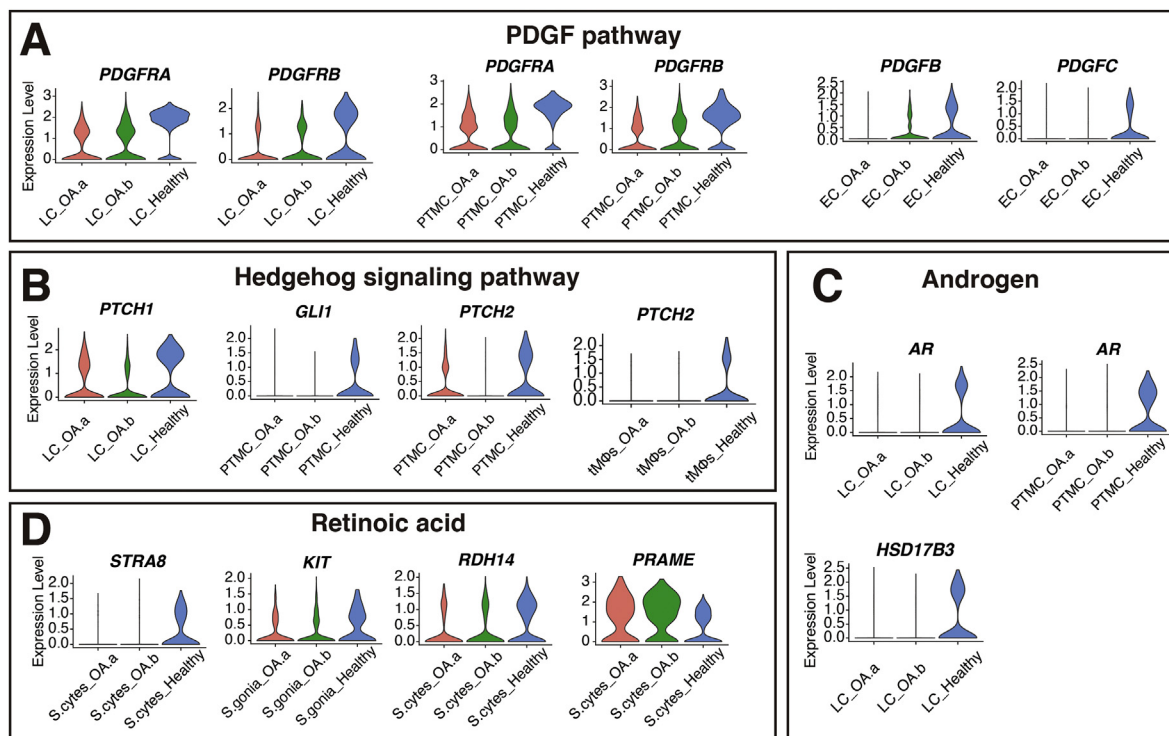 A
PDGF pathway
PDGFRA
PDGFRB
PDGFRA
PDGFRB
PDGFB
PDGFC
Expression Level
3
2
1
0
2
1
0
3
2
1
0
3
2
1
0
2.5
2.0
1.5
1.0
0.5
0.0
2.0
1.5
1.0
0.5
0.0
LC_OA.a
LC_OA.b
LC_Healthy
LC_OA.a
LC_OA.b
LC_Healthy
PTMC_OA.a
PTMC_OA.b
PTMC_Healthy
PTMC_OA.a
PTMC_OA.b
PTMC_Healthy
EC_OA.a
EC_OA.b
EC_Healthy
EC_OA.a
EC_OA.b
EC_Healthy
B
Hedgehog signaling pathway
PTCH1
GLI1
PTCH2
PTCH2
Expression Level
2
1
0
2.0
1.5
1.0
0.5
0.0
2.0
1.5
1.0
0.5
0.0
2.0
1.5
1.0
0.5
0.0
LC_OA.a
LC_OA.b
LC_Healthy
PTMC_OA.a
PTMC_OA.b
PTMC_Healthy
PTMC_OA.a
PTMC_OA.b
PTMC_Healthy
tMΦs_OA.a
tMΦs_OA.b
tMΦs_Healthy
C
Androgen
AR
AR
Expression Level
2.0
1.5
1.0
0.5
0.0
2.5
2.0
1.5
1.0
0.5
0.0
LC_OA.a
LC_OA.b
LC_Healthy
PTMC_OA.a
PTMC_OA.b
PTMC_Healthy
HSD17B3
Expression Level
2.5
2.0
1.5
1.0
0.5
0.0
LC_OA.a
LC_OA.b
LC_Healthy
D
Retinoic acid
STRA8
KIT
RDH14
PRAME
Expression Level
2.0
1.5
1.0
0.5
0.0
2.0
1.5
1.0
0.5
0.0
2.0
1.5
1.0
0.5
0.0
3
2
1
0
S.cytes_OA.a
S.cytes_OA.b
S.cytes_Healthy
S.gonia_OA.a
S.gonia_OA.b
S.gonia_Healthy
S.cytes_OA.a
S.cytes_OA.b
S.cytes_Healthy
S.cytes_OA.a
S.cytes_OA.b
S.cytes_Healthy